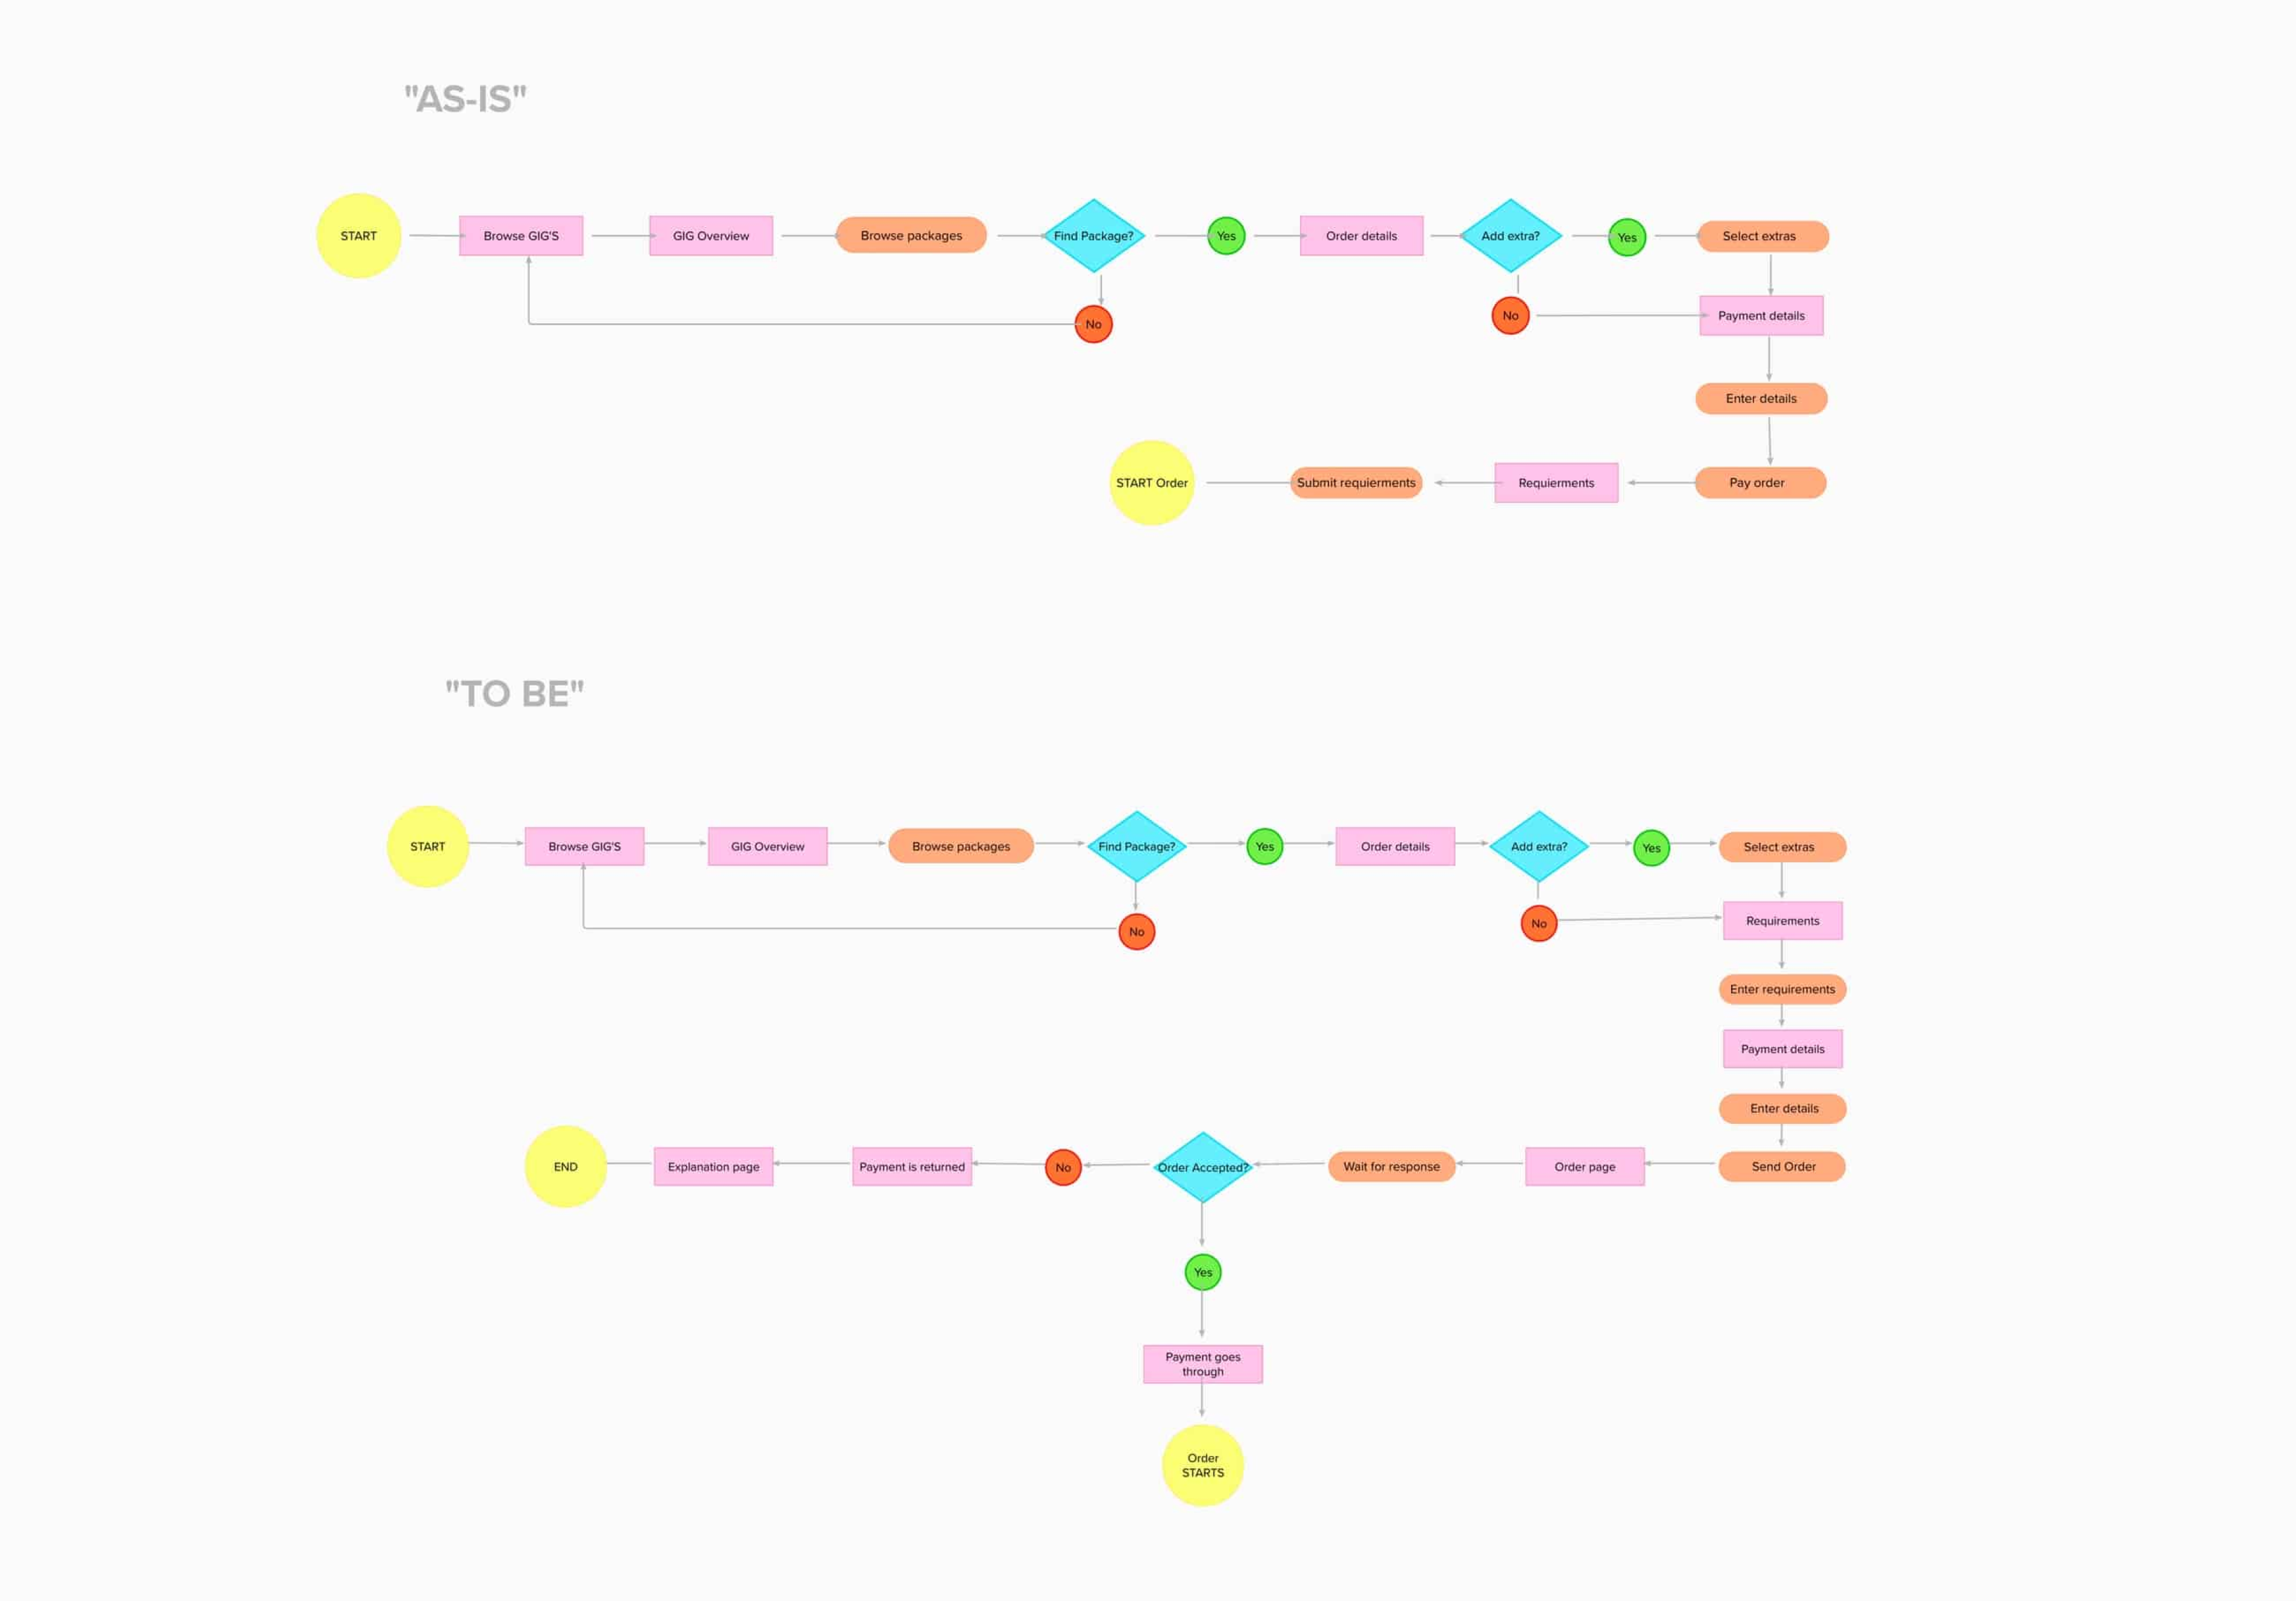 "AS-IS"
START
Browse GIG'S
GIG Overview
Browse packages
Find Package?
Yes
Order details
Add extra?
Yes
Select extras
No
No
Payment details
Enter details
START Order
Submit requierments
Requierments
Pay order
"TO BE"
START
Browse GIG'S
GIG Overview
Browse packages
Find Package?
Yes
Order details
Add extra?
Yes
Select extras
No
No
Requirements
Enter requirements
Payment details
Enter details
END
Explanation page
Payment is returned
No
Order Accepted?
Wait for response
Order page
Send Order
Yes
Payment goes
through
Order
STARTS